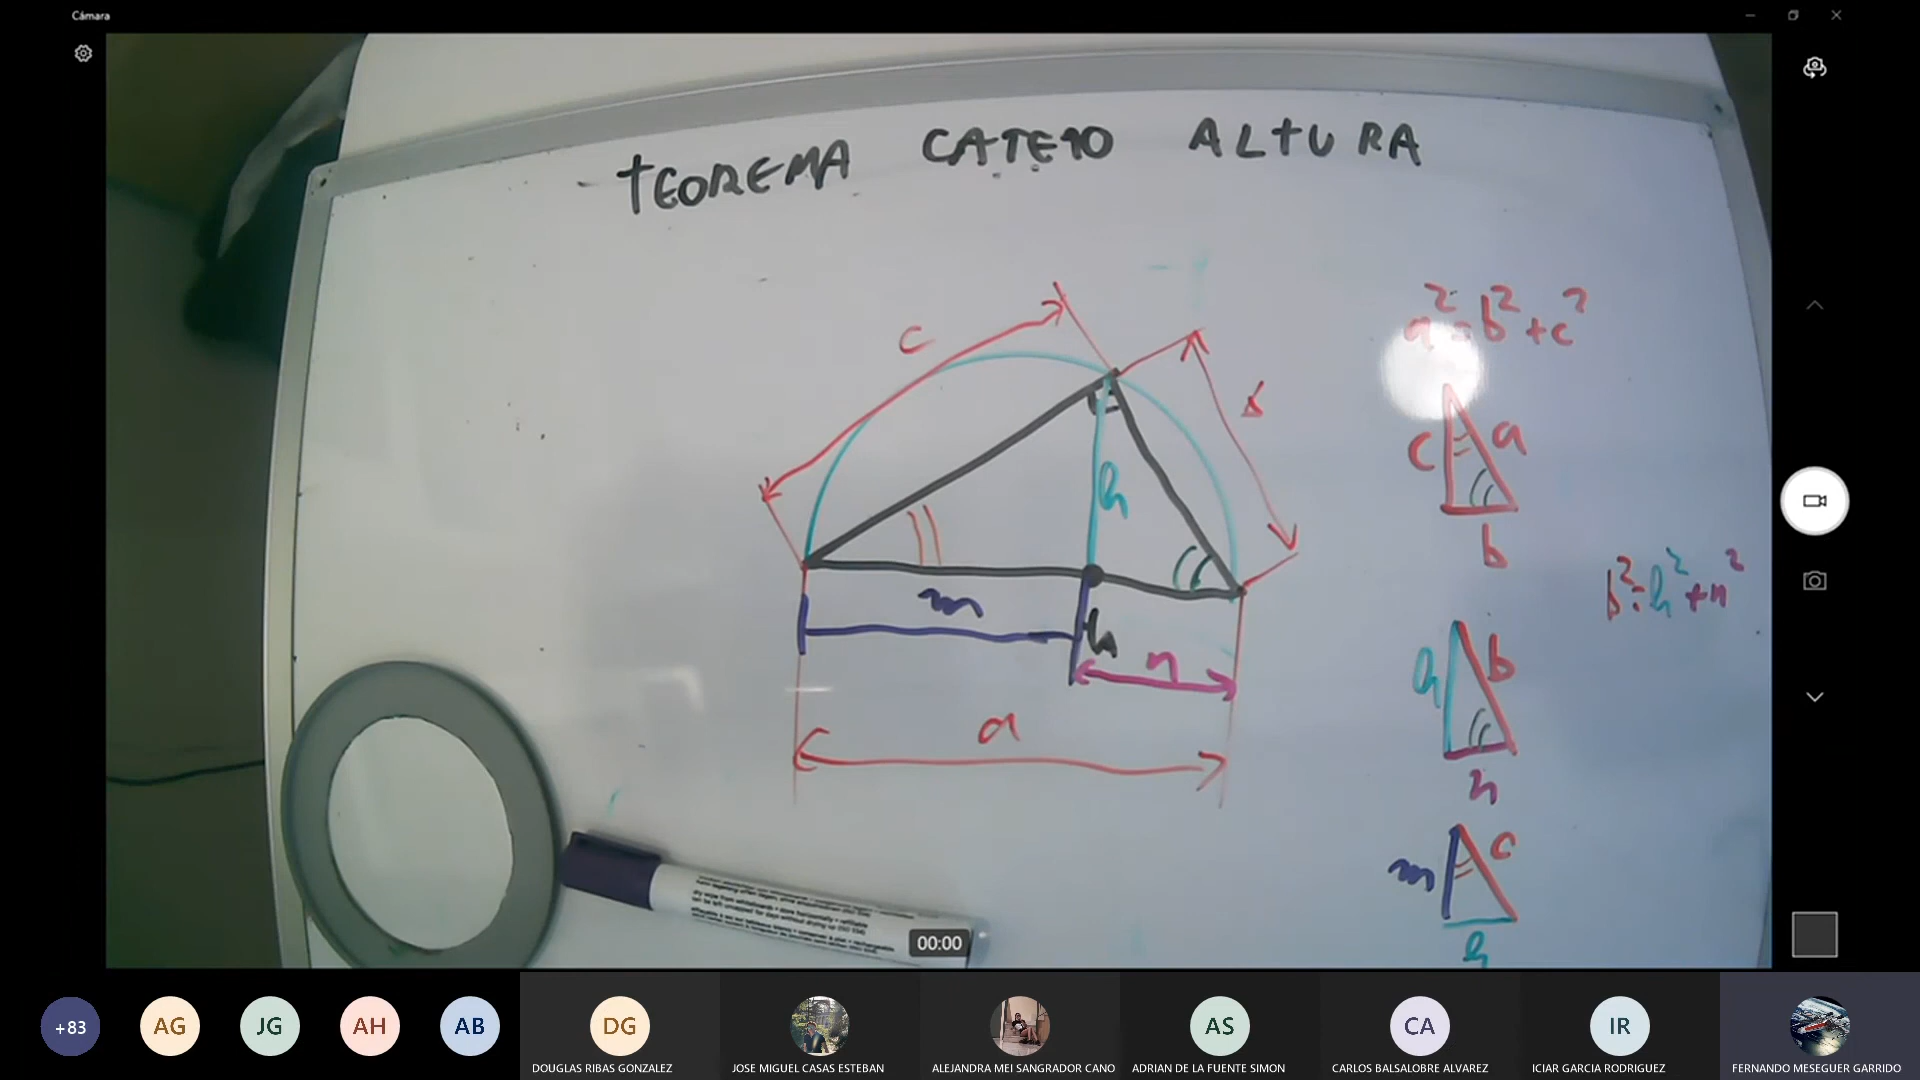 Cámara
TEOREMA CATETO ALTURA
a²=b²+c²
c
b
c a
b
h
b²=h²+n²
m
h
n
h b
n
a
m c
h
00:00
+83
AG
JG
AH
AB
DG
AS
CA
IR
DOUGLAS RIBAS GONZALEZ
JOSE MIGUEL CASAS ESTEBAN
ALEJANDRA MEI SANGRADOR CANO
ADRIAN DE LA FUENTE SIMON
CARLOS BALSALOBRE ALVAREZ
ICIAR GARCIA RODRIGUEZ
FERNANDO MESEGUER GARRIDO